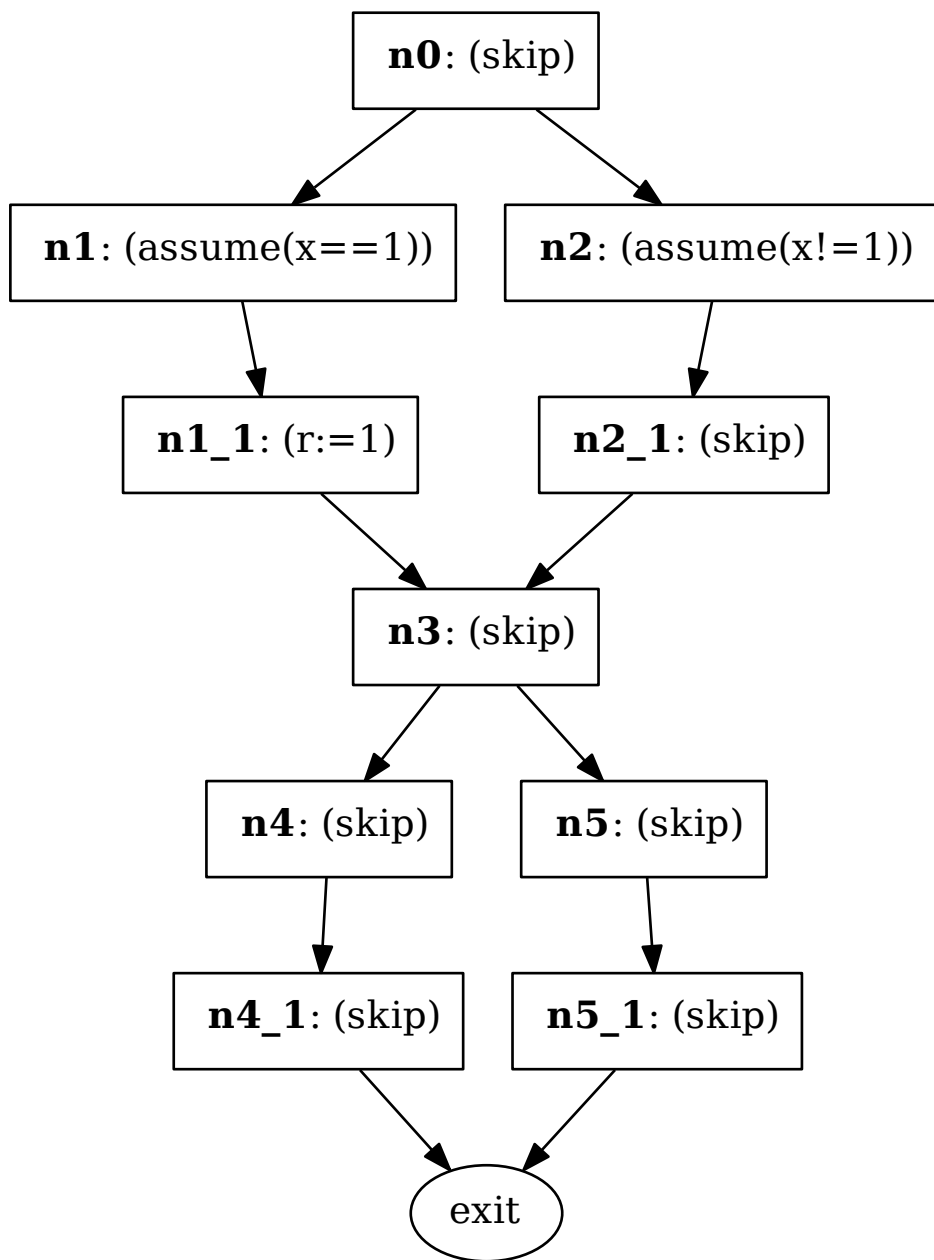 n0: (skip)
n1: (assume(x==1))
n2: (assume(x!=1))
n1_1: (r:=1)
n2_1: (skip)
n3: (skip)
n4: (skip)
n5: (skip)
n4_1: (skip)
n5_1: (skip)
exit